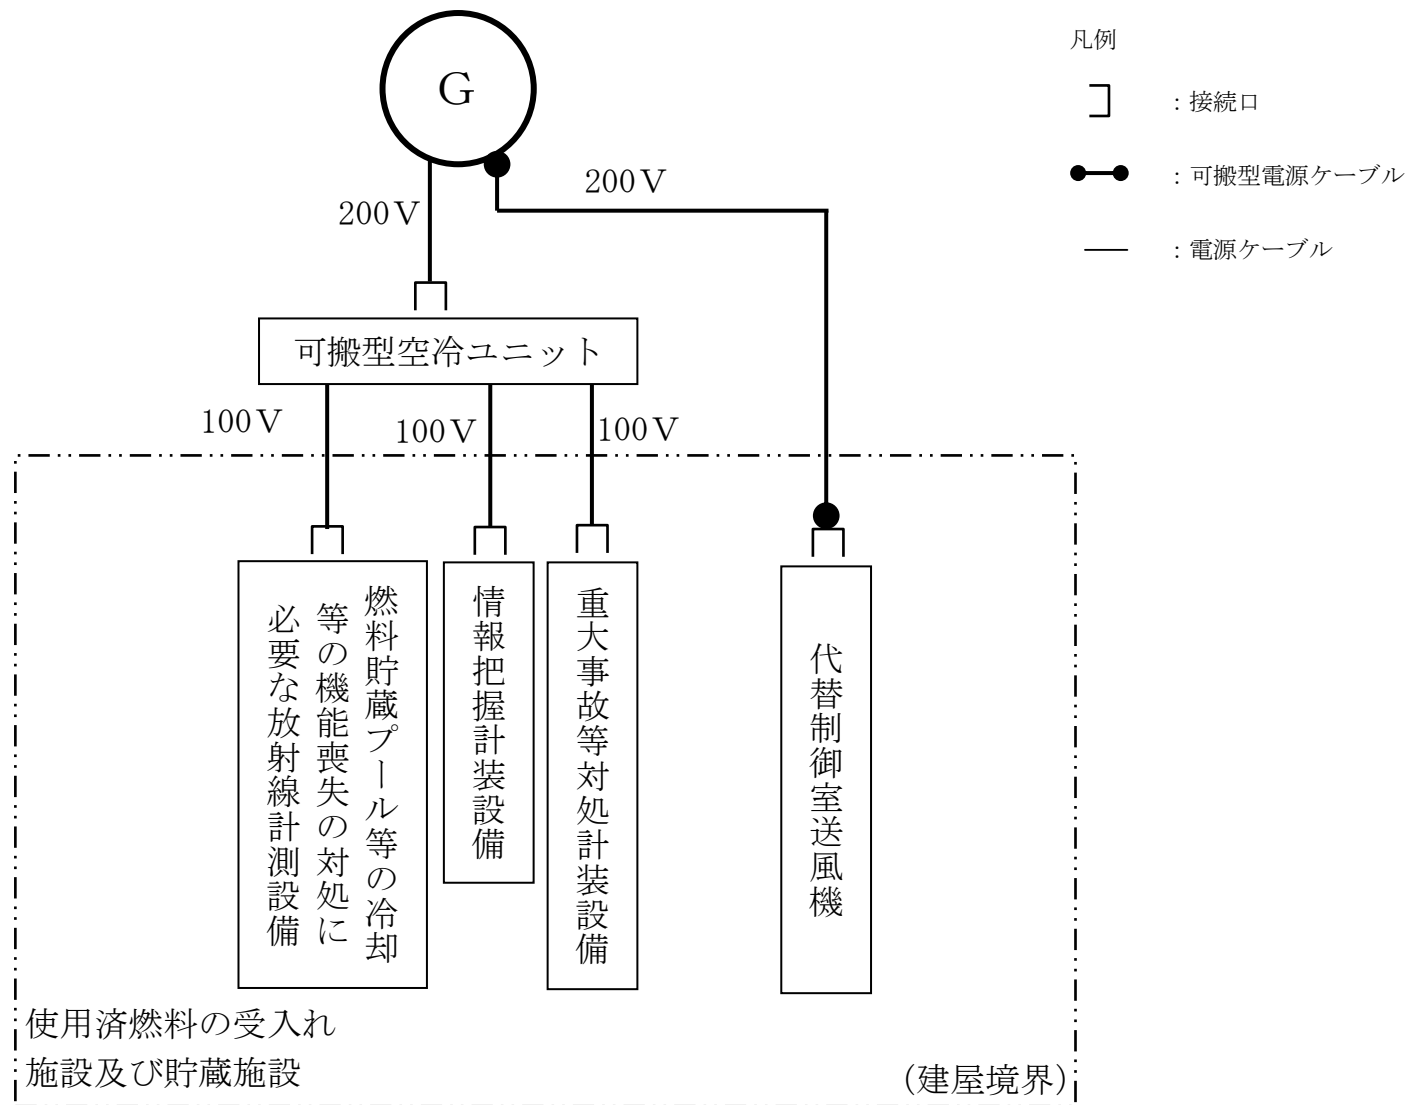 G
凡例
：接続口
：可搬型電源ケーブル
：電源ケーブル
200V
200V
可搬型空冷ユニット
100V
100V
100V
燃料貯蔵プール等の冷却
等の機能喪失の対処に
必要な放射線計測設備
情報把握計装設備
重大事故等対処計装設備
代替制御室送風機
使用済燃料の受入れ
施設及び貯蔵施設
(建屋境界)